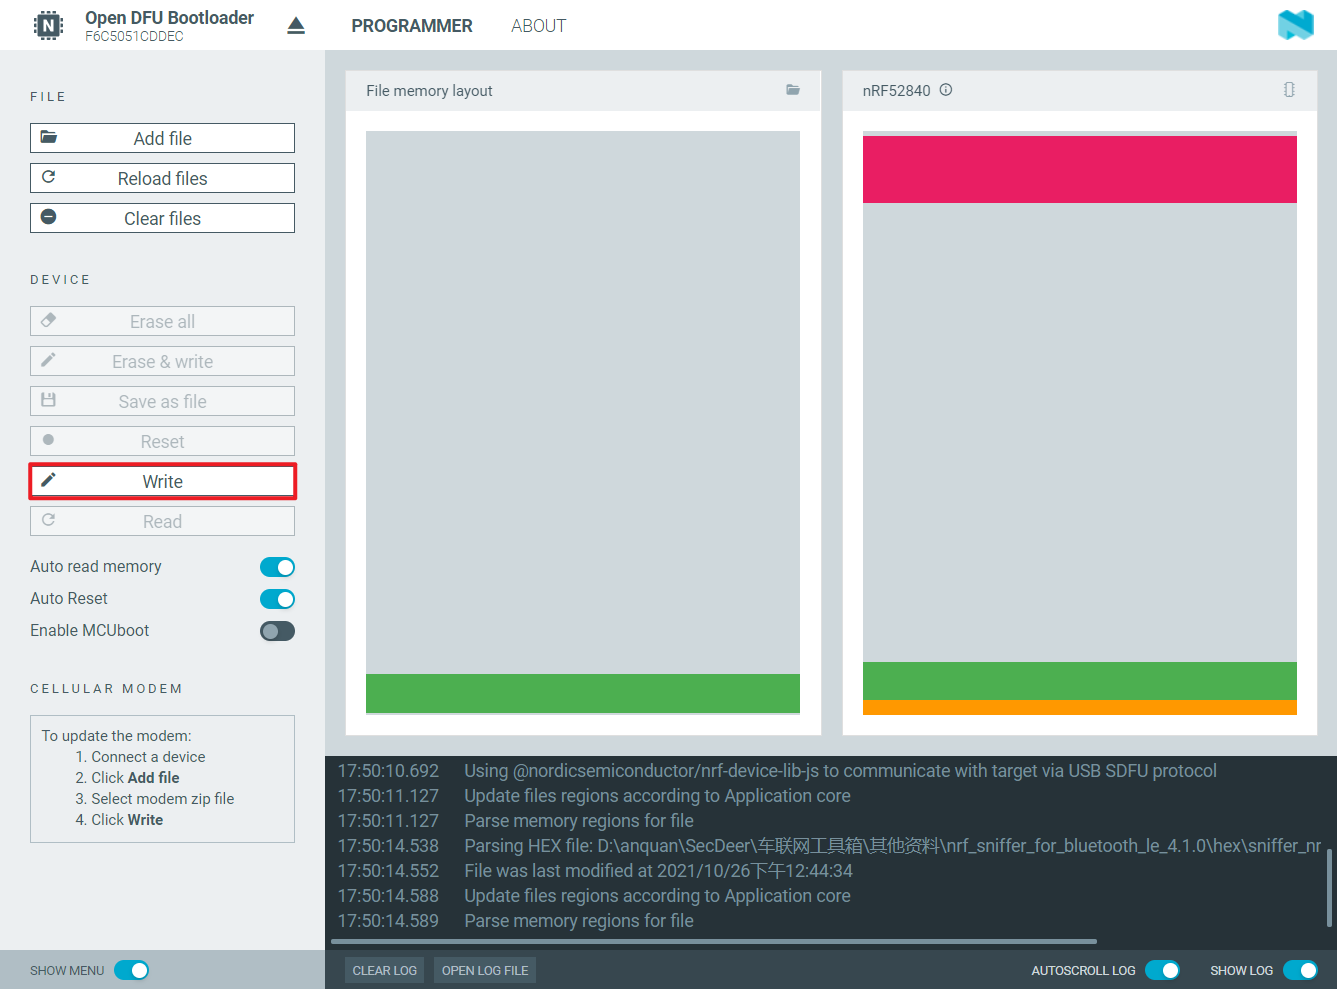 Open DFU Bootloader
F6C5051CDDEC
PROGRAMMER
ABOUT
FILE
Add file
Reload files
Clear files
DEVICE
Erase all
Erase & write
Save as file
Reset
Write
Read
Auto read memory
Auto Reset
Enable MCUboot
CELLULAR MODEM
To update the modem:
1. Connect a device
2. Click Add file
3. Select modem zip file
4. Click Write
SHOW MENU
File memory layout
nRF52840
17:50:10.692 Using @nordicsemiconductor/nrf-device-lib-js to communicate with target via USB SDFU protocol
17:50:11.127 Update files regions according to Application core
17:50:11.127 Parse memory regions for file
17:50:14.538 Parsing HEX file: D:\anquan\SecDeer\车联网工具箱\其他资料\nrf_sniffer_for_bluetooth_le_4.1.0\hex\sniffer_nr
17:50:14.552 File was last modified at 2021/10/26下午12:44:34
17:50:14.588 Update files regions according to Application core
17:50:14.589 Parse memory regions for file
CLEAR LOG
OPEN LOG FILE
AUTOSCROLL LOG
SHOW LOG